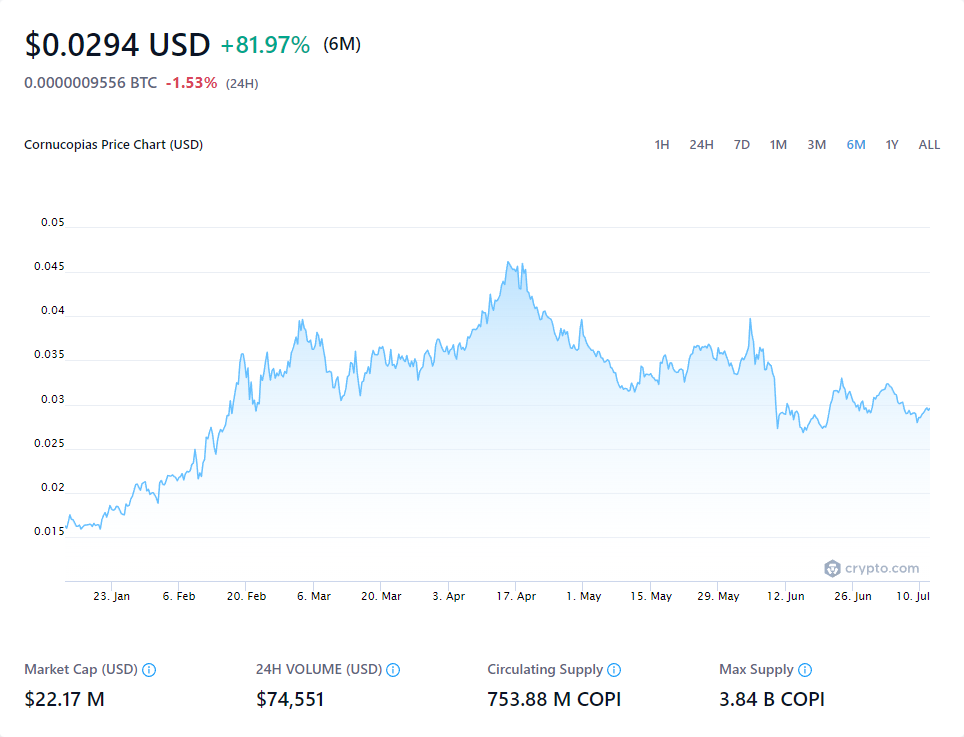 $0.0294 USD +81.97% (6M)
0.0000009556 BTC -1.53% (24H)
Cornucopias Price Chart (USD) 1H 24H 7D 1M 3M 6M 1Y ALL
0.05
0.045
0.04
0.035
0.03
0.025
0.02
0.015
crypto.com
23. Jan 6. Feb 20. Feb 6. Mar 20. Mar 3. Apr 17. Apr 1. May 15. May 29. May 12. Jun 26. Jun 10. Jul
Market Cap (USD) 24H VOLUME (USD) Circulating Supply Max Supply
$22.17 M $74,551 753.88 M COPI 3.84 B COPI